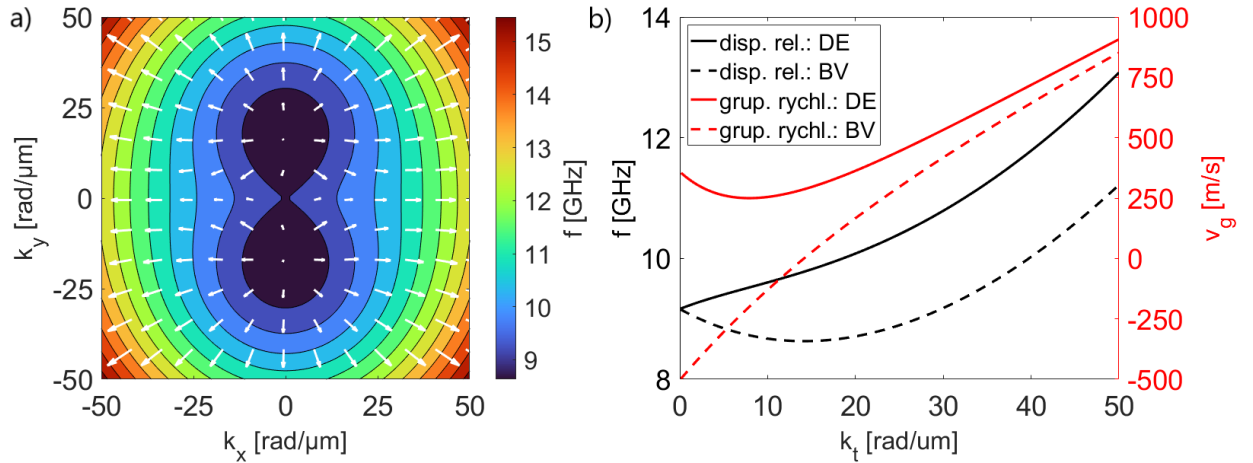 a)
50
25
0
-25
-50
k_y [rad/µm]
-50 -25 0 25 50
k_x [rad/µm]
15
14
13
12
11
10
9
f [GHz]
b)
14
12
10
8
f [GHz]
disp. rel.: DE
disp. rel.: BV
grup. rychl.: DE
grup. rychl.: BV
1000
750
500
250
0
-250
-500
v_g [m/s]
0 10 20 30 40 50
k_t [rad/um]